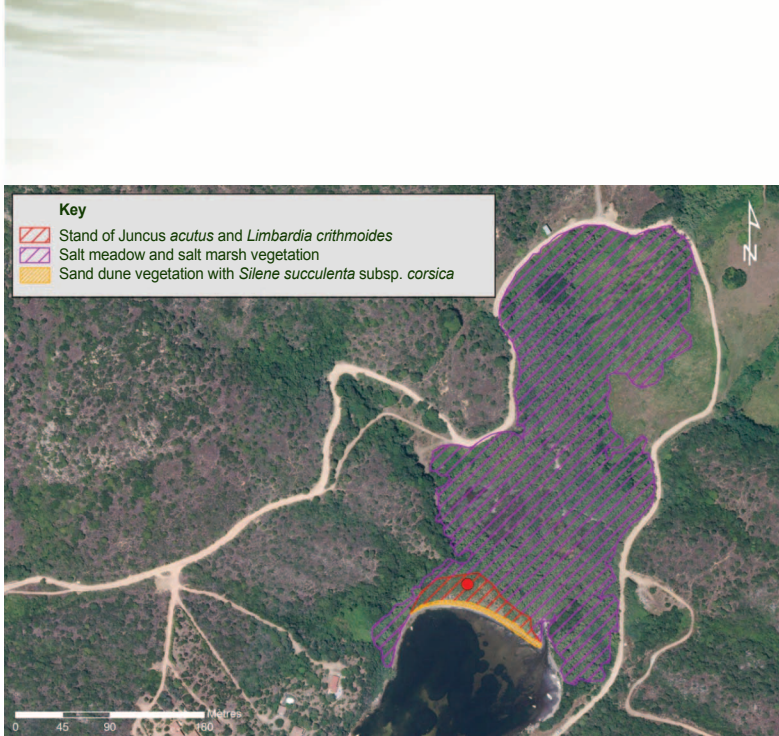 Key
Stand of Juncus acutus and Limbardia crithmoides
Salt meadow and salt marsh vegetation
Sand dune vegetation with Silene succulenta subsp. corsica
N
Metres
0 45 90 180